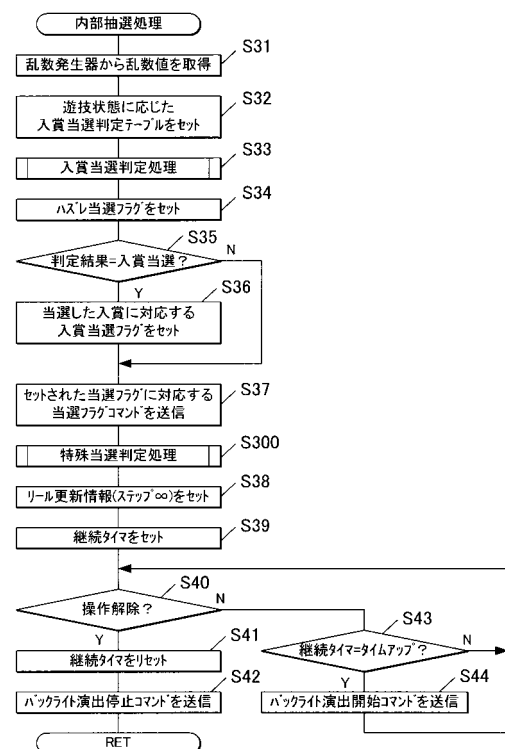 内部抽選処理
S31
乱数発生器から乱数値を取得
S32
遊技状態に応じた
入賞当選判定テーブルをセット
S33
入賞当選判定処理
S34
ハズレ当選フラグをセット
S35
判定結果=入賞当選?
N
Y
S36
当選した入賞に対応する
入賞当選フラグをセット
S37
セットされた当選フラグに対応する
当選フラグコマンドを送信
S300
特殊当選判定処理
S38
リール更新情報(ステップ∞)をセット
S39
継続タイマをセット
S40
操作解除?
N
Y
S41
継続タイマをリセット
S42
バックライト演出停止コマンドを送信
RET
S43
継続タイマ=タイムアップ?
N
Y
S44
バックライト演出開始コマンドを送信